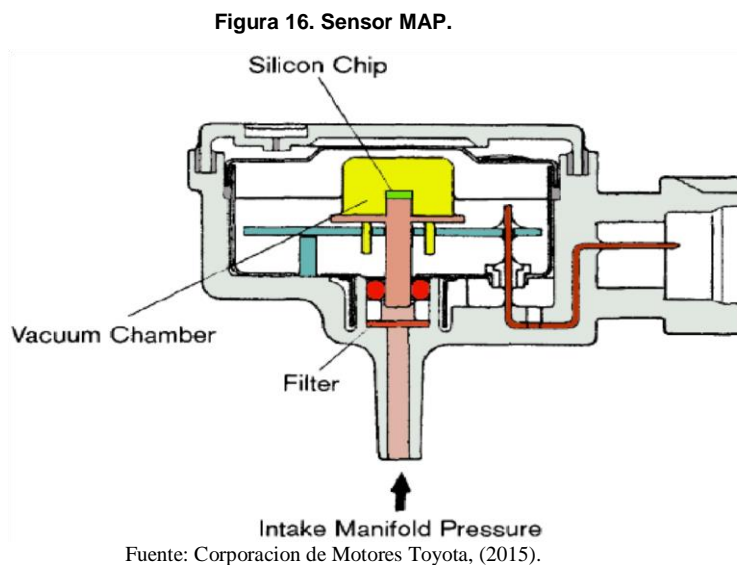 Figura 16. Sensor MAP.
Silicon Chip
Vacuum Chamber
Filter
Intake Manifold Pressure
Fuente: Corporacion de Motores Toyota, (2015).